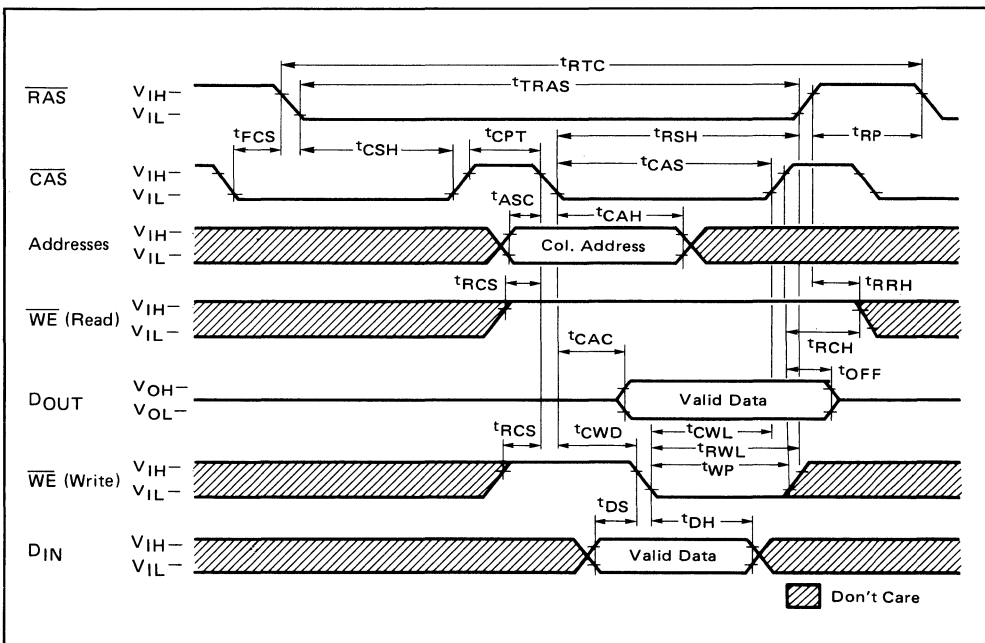 tRTC
tTRAS
RAS
VIH–
VIL–
tFCS
tCSH
tCPT
tRSH
tRP
CAS
VIH–
VIL–
tCAS
tASC
tCAH
Addresses
VIH–
VIL–
Col. Address
tRCS
tRRH
WE (Read)
VIH–
VIL–
tRCH
tCAC
tOFF
DOUT
VOH–
VOL–
Valid Data
tRCS
tCWD
tCWL
tRWL
tWP
WE (Write)
VIH–
VIL–
tDS
tDH
DIN
VIH–
VIL–
Valid Data
Don't Care